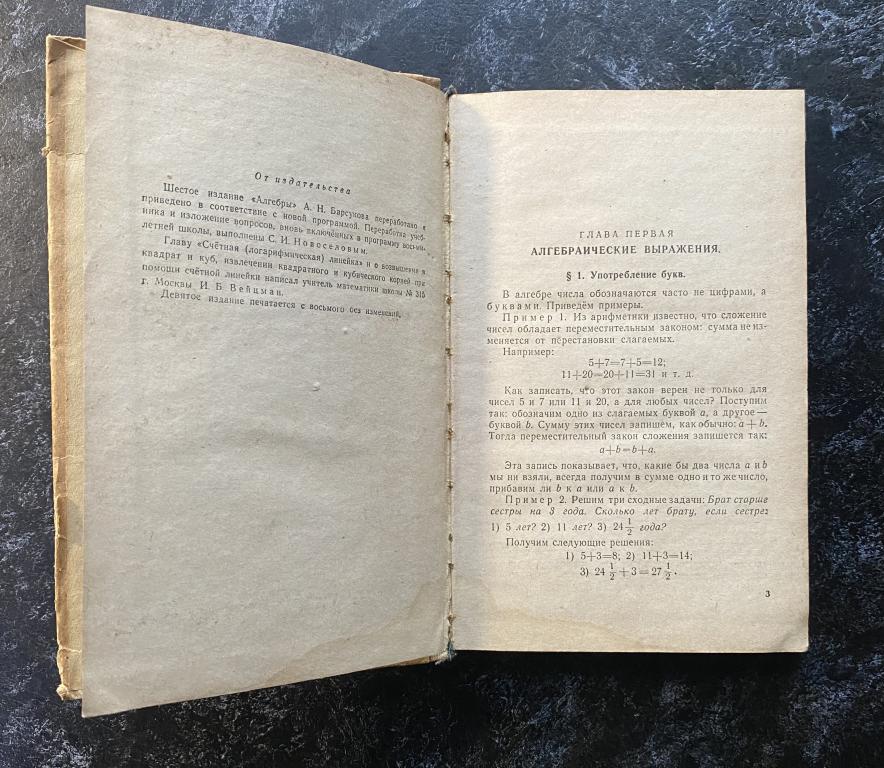 От издательства
Шестое издание «Алгебры» А. Н. Барсукова переработано и
приведено в соответствие с новой программой. Переработка учеб-
ника и изложение вопросов, вновь включённых в программу восьми-
летней школы, выполнены С. И. Новоселовым.
Главу «Счётная (логарифмическая) линейка» и о возвышении в
квадрат и куб, извлечении квадратного и кубического корней при
помощи счётной линейки написал учитель математики школы № 315
г. Москвы И. Б. Вейцман.
Девятое издание печатается с восьмого без изменений.
ГЛАВА ПЕРВАЯ
АЛГЕБРАИЧЕСКИЕ ВЫРАЖЕНИЯ.
§ 1. Употребление букв.
В алгебре числа обозначаются часто не цифрами, а
буквами. Приведём примеры.
Пример 1. Из арифметики известно, что сложение
чисел обладает переместительным законом: сумма не из-
меняется от перестановки слагаемых.
Например:
5+7=7+5=12;
11+20=20+11=31 и т. д.
Как записать, что этот закон верен не только для
чисел 5 и 7 или 11 и 20, а для любых чисел? Поступим
так: обозначим одно из слагаемых буквой a, а другое —
буквой b. Сумму этих чисел запишем, как обычно: a + b.
Тогда переместительный закон сложения запишется так:
a+b=b+a.
Эта запись показывает, что, какие бы два числа a и b
мы ни взяли, всегда получим в сумме одно и то же число,
прибавим ли b к a или a к b.
Пример 2. Решим три сходные задачи: Брат старше
сестры на 3 года. Сколько лет брату, если сестре:
1) 5 лет? 2) 11 лет? 3) 24 1/2 года?
Получим следующие решения:
1) 5+3=8; 2) 11+3=14;
3) 24 1/2 + 3 = 27 1/2.
3